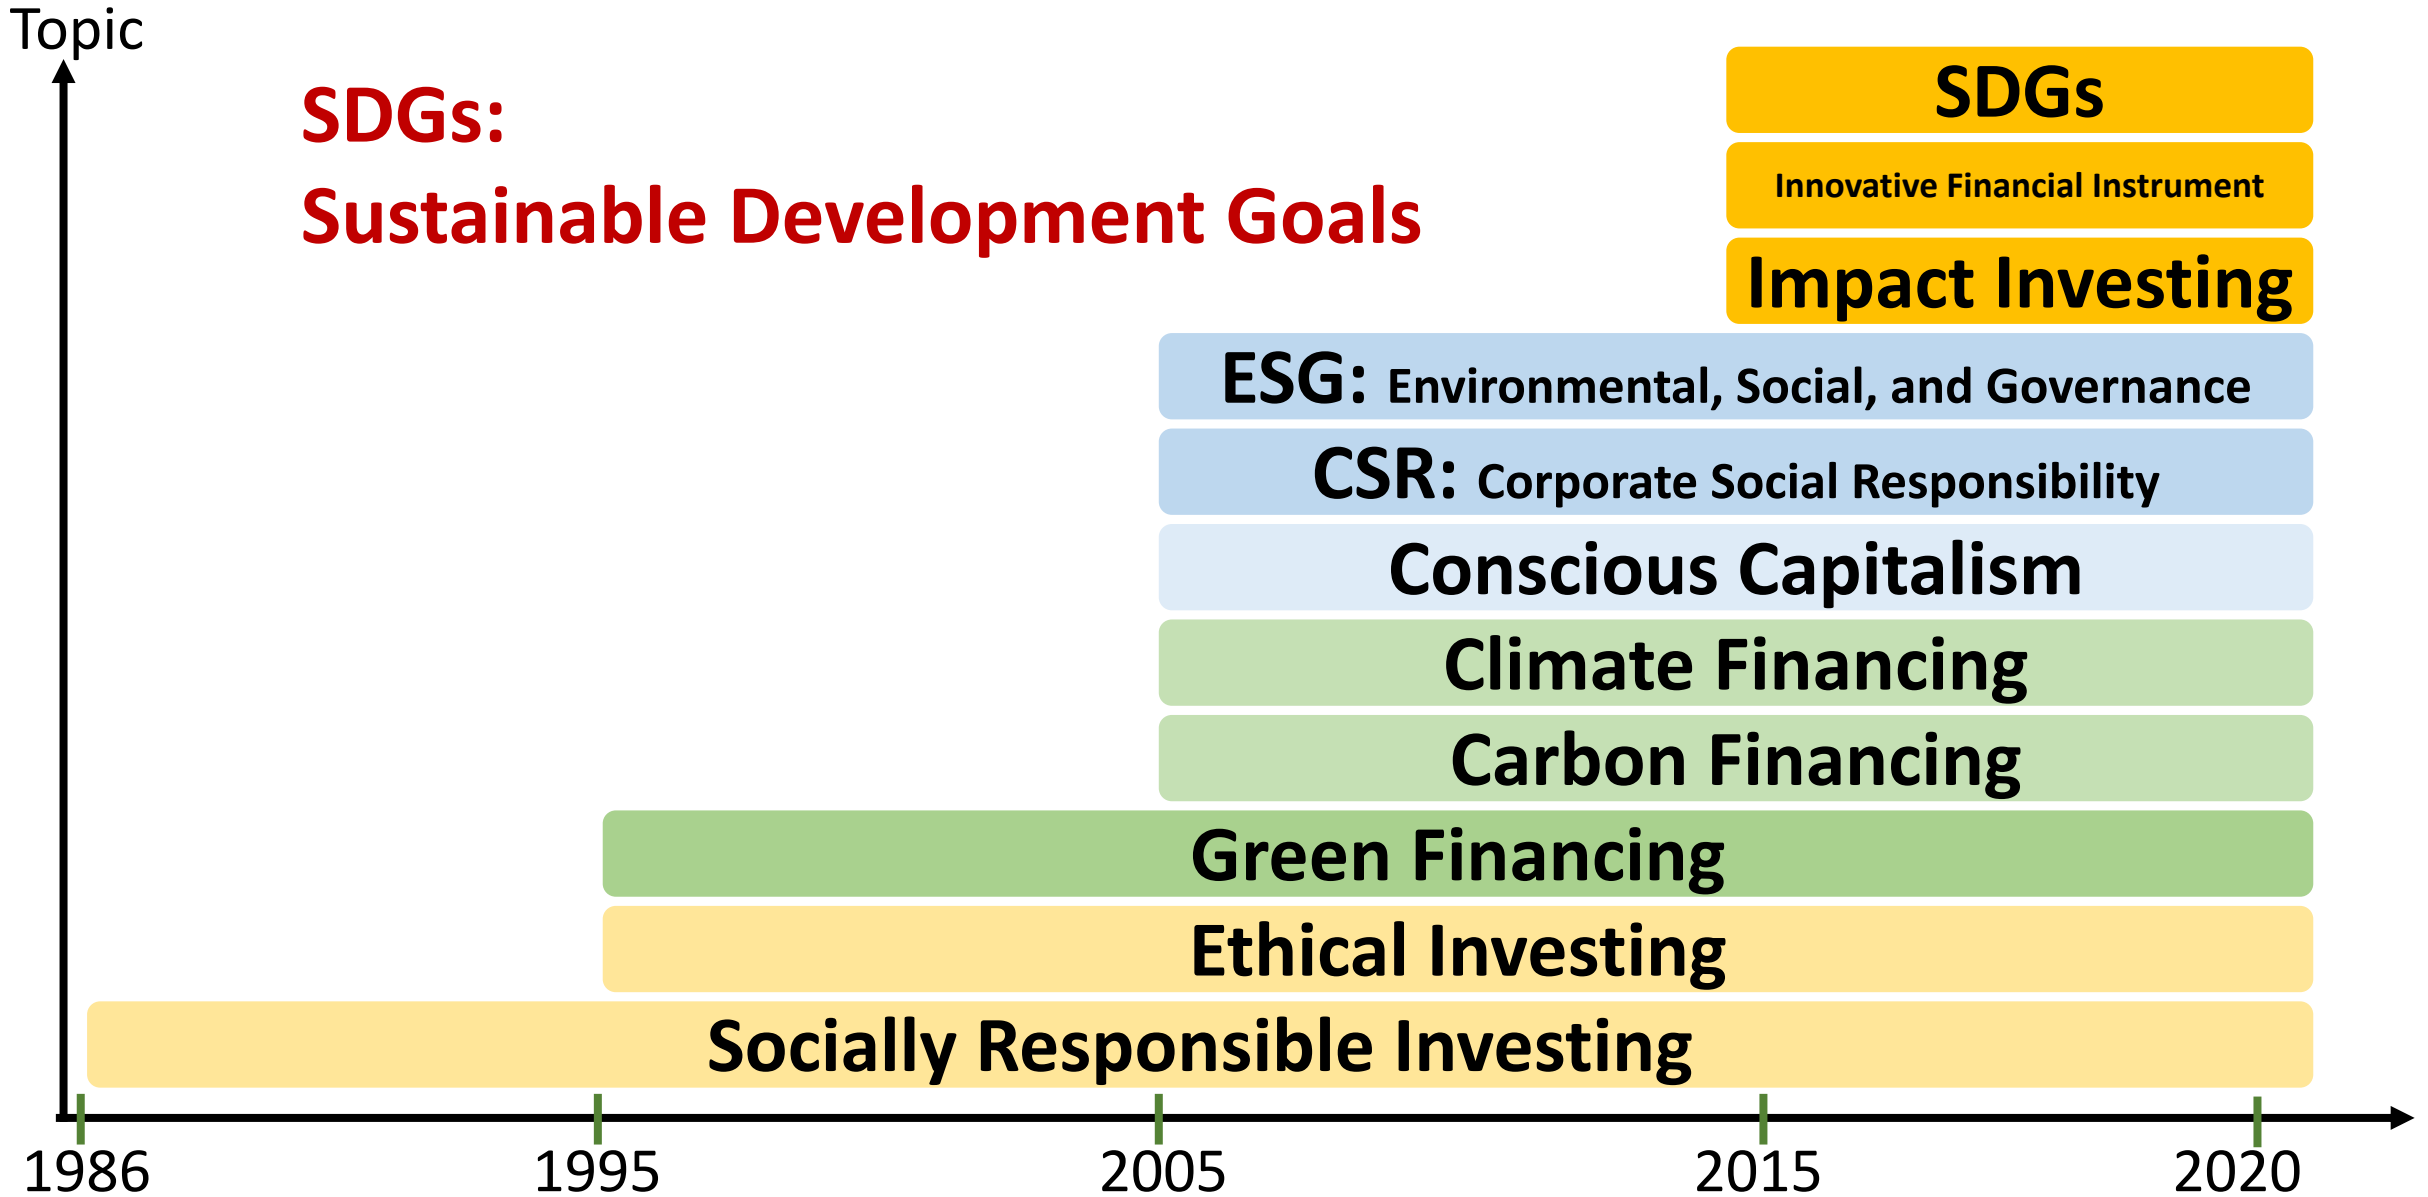 Topic
SDGs:
Sustainable Development Goals
SDGs
Innovative Financial Instrument
Impact Investing
ESG: Environmental, Social, and Governance
CSR: Corporate Social Responsibility
Conscious Capitalism
Climate Financing
Carbon Financing
Green Financing
Ethical Investing
Socially Responsible Investing
1986 1995 2005 2015 2020